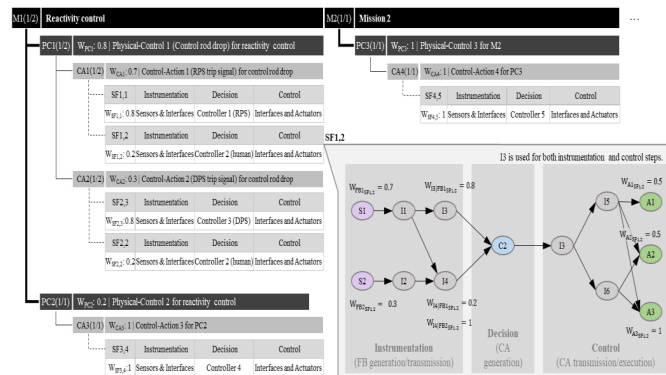 M1(1/2) Reactivity control
PC1(1/2) W_PC1: 0.8 | Physical-Control 1 (Control rod drop) for reactivity control
CA1(1/2) W_CA1: 0.7 | Control-Action 1 (RPS trip signal) for control rod drop
SF1,1 Instrumentation Decision Control
W_SF1,1: 0.8 Sensors & Interfaces Controller 1 (RPS) Interfaces and Actuators
SF1,2 Instrumentation Decision Control
W_SF1,2: 0.2 Sensors & Interfaces Controller 2 (human) Interfaces and Actuators
CA2(1/2) W_CA2: 0.3 | Control-Action 2 (DPS trip signal) for control rod drop
SF2,3 Instrumentation Decision Control
W_SF2,3: 0.8 Sensors & Interfaces Controller 3 (DPS) Interfaces and Actuators
SF2,2 Instrumentation Decision Control
W_SF2,2: 0.2 Sensors & Interfaces Controller 2 (human) Interfaces and Actuators
PC2(1/1) W_PC2: 0.2 | Physical-Control 2 for reactivity control
CA3(1/1) W_CA3: 1 | Control-Action 3 for PC2
SF3,4 Instrumentation Decision Control
W_SF3,4: 1 Sensors & Interfaces Controller 4 Interfaces and Actuators
M2(1/1) Mission 2 ...
PC3(1/1) W_PC3: 1 | Physical-Control 3 for M2
CA4(1/1) W_CA4: 1 | Control-Action 4 for PC3
SF4,5 Instrumentation Decision Control
W_SF4,5: 1 Sensors & Interfaces Controller 5 Interfaces and Actuators
SF1,2
I3 is used for both instrumentation and control steps.
W_FB1SF1,2 = 0.7 W_I3|FB1SF1,2 = 0.8 W_A1SF1,2 = 0.5
S1 I1 I3 I5 A1
W_A2SF1,2 = 0.5
C2 I3 A2
S2 I2 I4 I6 A3
W_FB2SF1,2 = 0.3 W_I4|FB1SF1,2 = 0.2
W_I4|FB2SF1,2 = 1 W_A3SF1,2 = 1
Instrumentation Decision Control
(FB generation/transmission) (CA generation) (CA transmission/execution)